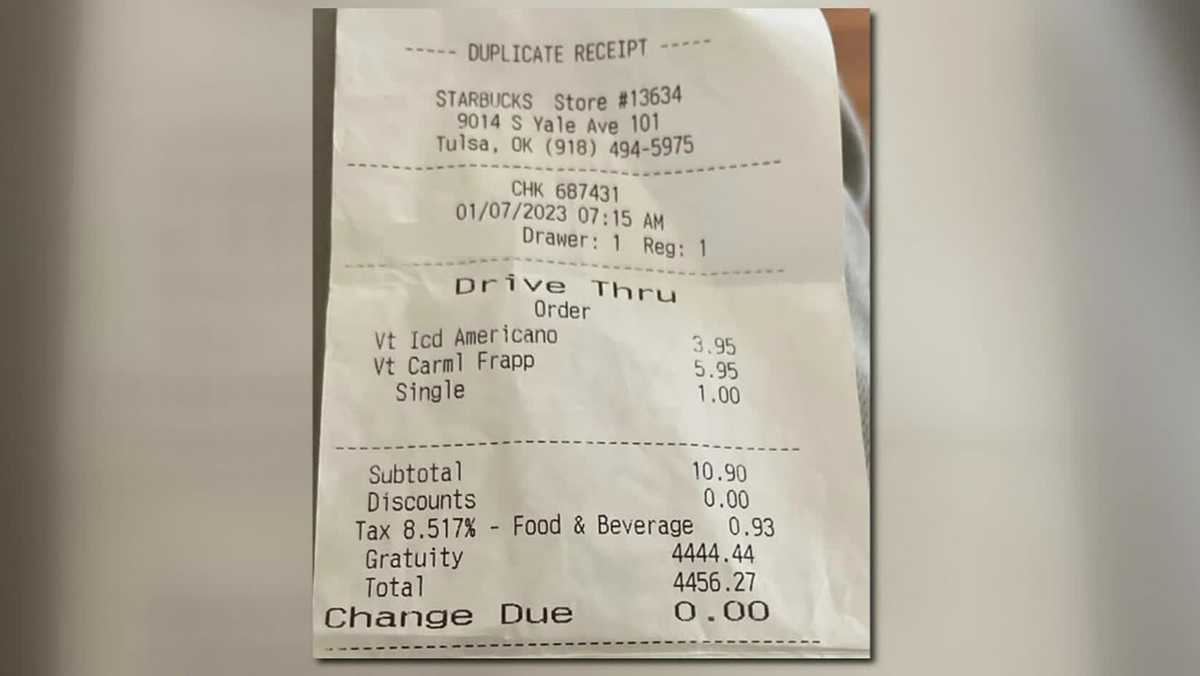 ----- DUPLICATE RECEIPT -----
STARBUCKS Store #13634
9014 S Yale Ave 101
Tulsa, OK (918) 494-5975
CHK 687431
01/07/2023 07:15 AM
Drawer: 1 Reg: 1
Drive Thru
Order
Vt Icd Americano 3.95
Vt Carml Frapp 5.95
Single 1.00
Subtotal 10.90
Discounts 0.00
Tax 8.517% - Food & Beverage 0.93
Gratuity 4444.44
Total 4456.27
Change Due 0.00